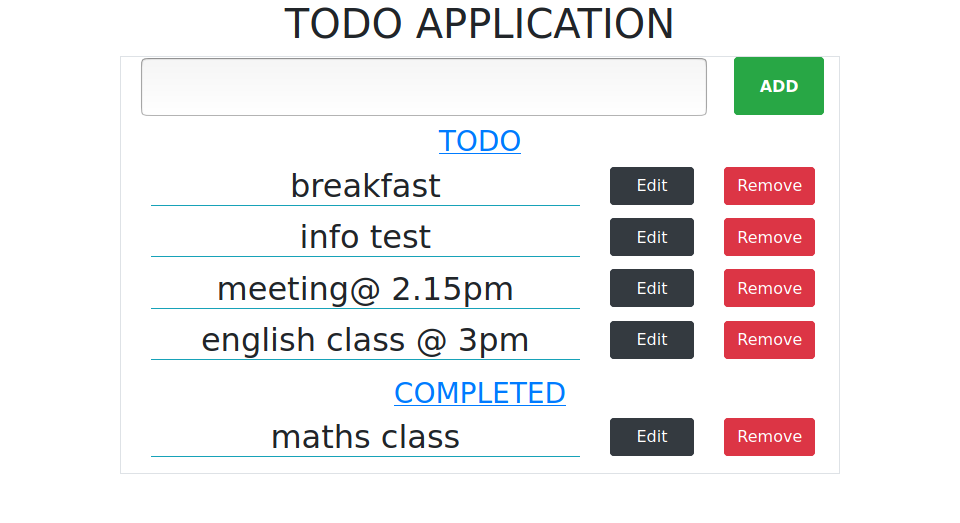 TODO APPLICATION
ADD
TODO
breakfast Edit Remove
info test Edit Remove
meeting@ 2.15pm Edit Remove
english class @ 3pm Edit Remove
COMPLETED
maths class Edit Remove